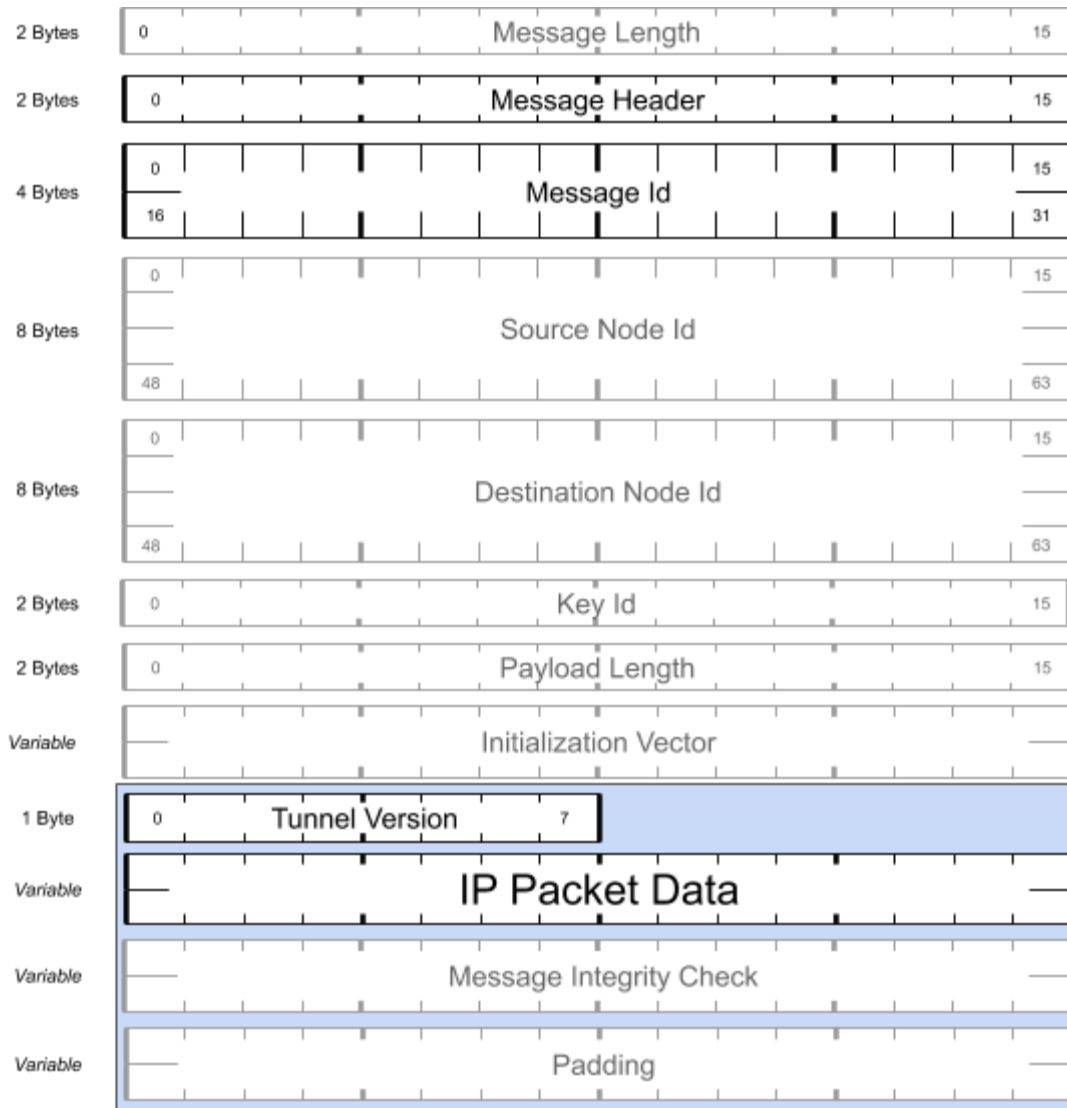 2 Bytes 0 Message Length 15
2 Bytes 0 Message Header 15
0 15
4 Bytes Message Id
16 31
0 15
8 Bytes Source Node Id
48 63
0 15
8 Bytes Destination Node Id
48 63
2 Bytes 0 Key Id 15
2 Bytes 0 Payload Length 15
Variable Initialization Vector
1 Byte 0 Tunnel Version 7
Variable IP Packet Data
Variable Message Integrity Check
Variable Padding